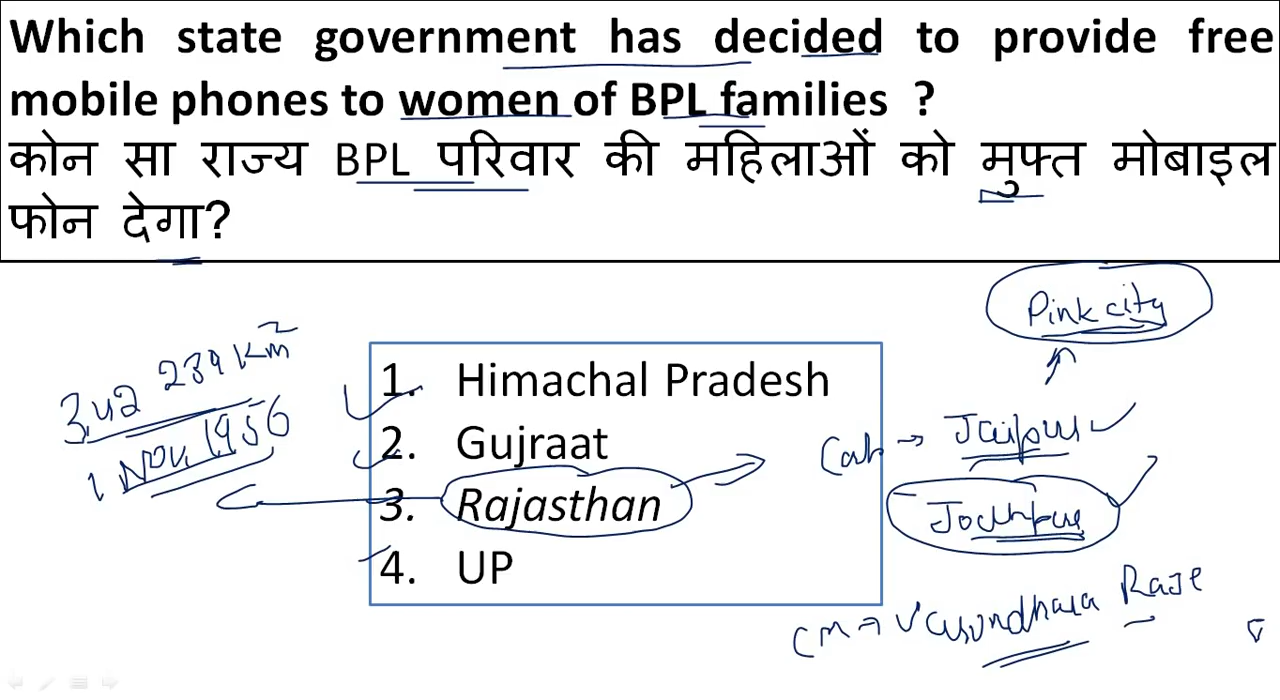 Which state government has decided to provide free
mobile phones to women of BPL families ?
कोन सा राज्य BPL परिवार की महिलाओं को मुफ्त मोबाइल
फोन देगा?
Pink city
3,42 239 Km²
1 Nov. 1956
1. Himachal Pradesh
2. Gujraat
3. Rajasthan
4. UP
Cap → Jaipur
Jodhpur
CM → Vasundhara Raje